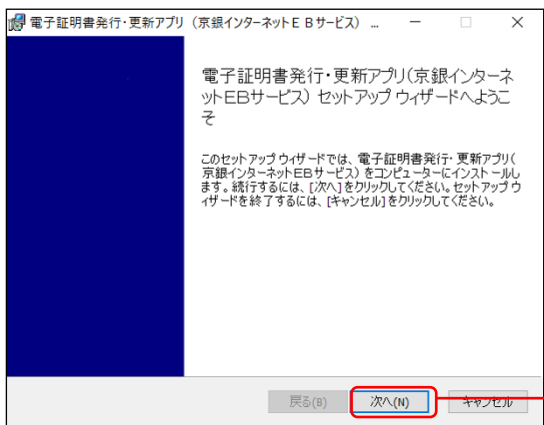 電子証明書発行・更新アプリ（京銀インターネットＥＢサービス） ...
電子証明書発行・更新アプリ(京銀インターネ
ットEBサービス) セットアップ ウィザードへようこ
そ
このセットアップ ウィザードでは、電子証明書発行・更新アプリ(
京銀インターネットEBサービス) をコンピューターにインストールし
ます。続行するには、[次へ] をクリックしてください。セットアップ ウ
ィザードを終了するには、[キャンセル] をクリックしてください。
戻る(B)
次へ(N)
キャンセル